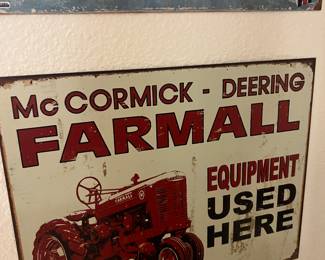 McCORMICK - DEERING
FARMALL
EQUIPMENT
USED
HERE